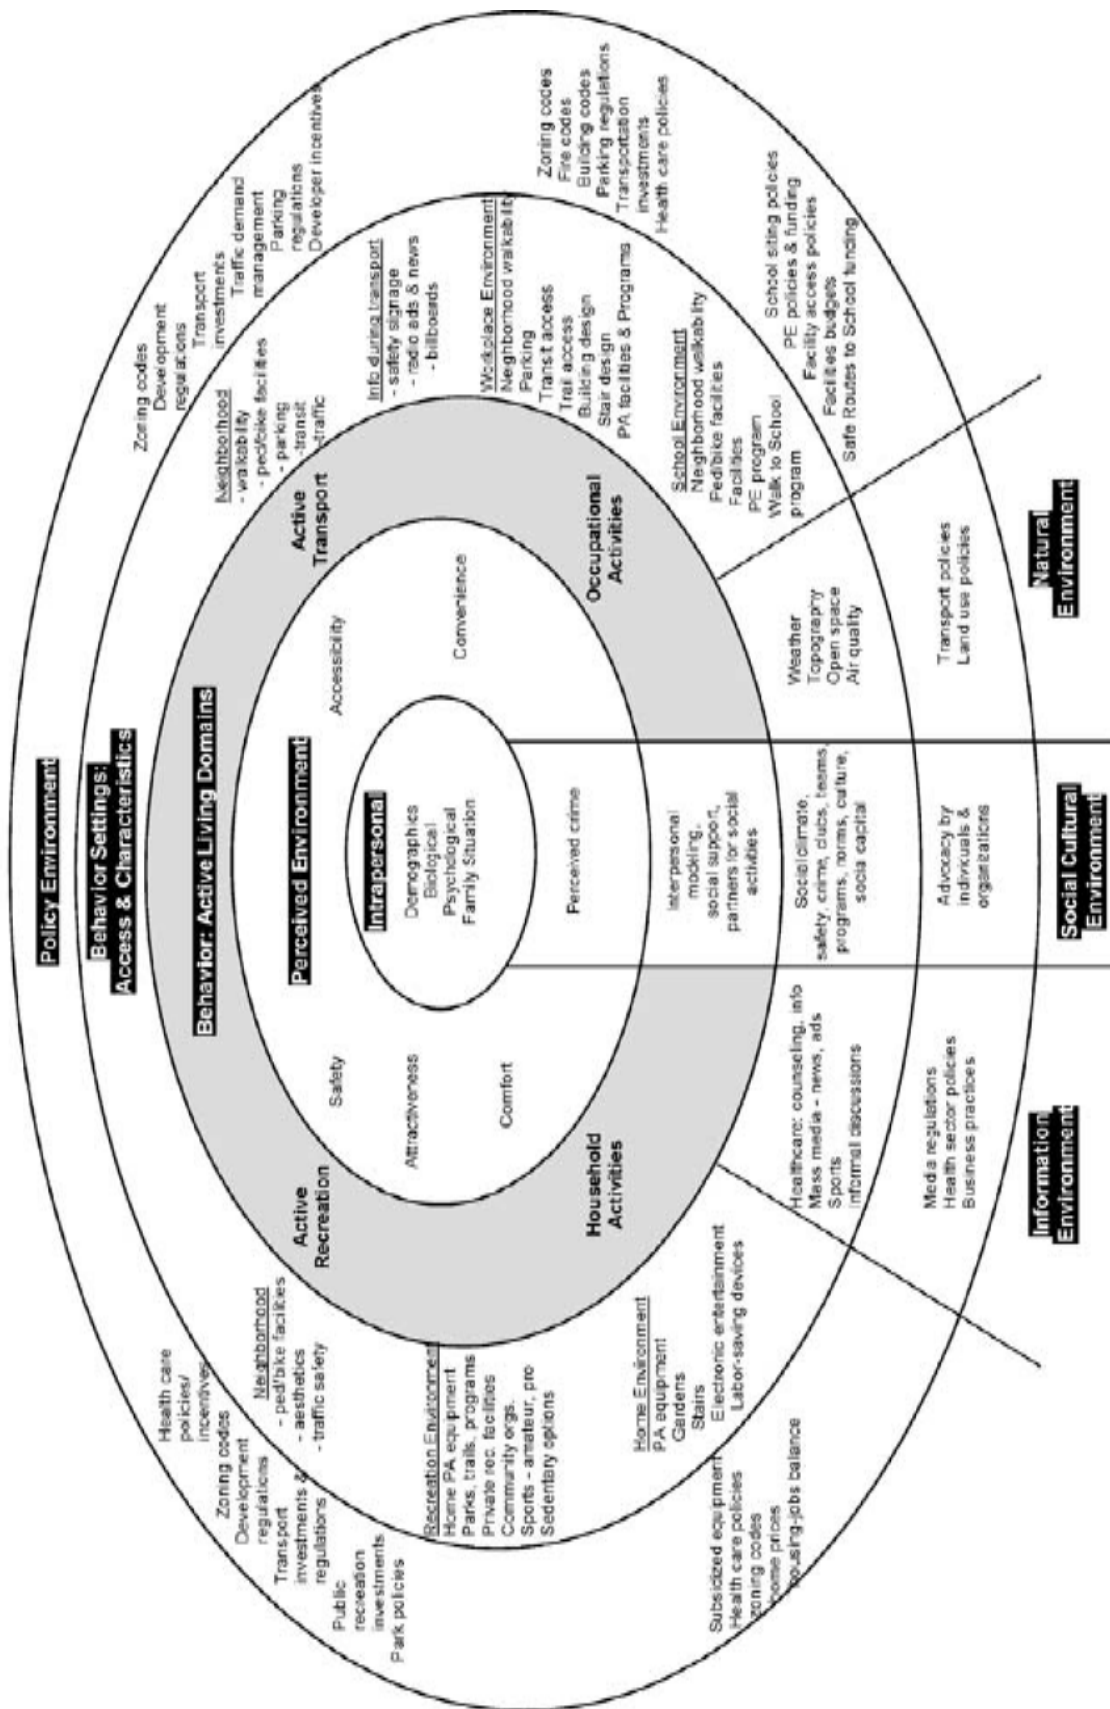 Policy Environment
Behavior Settings:
Access & Characteristics
Behavior: Active Living Domains
Perceived Environment
Intrapersonal
Demographics
Biological
Psychological
Family Situation
Safety
Attractiveness
Comfort
Accessibility
Convenience
Perceived crime
Active
Recreation
Active
Transport
Household
Activities
Occupational
Activities
Health care
policies/
incentives
Zoning codes
Development
regulations
Transport
investments &
regulations
Public
recreation
investments
Park policies
Neighborhood
- ped/bike facilities
- aesthetics
- traffic safety
Recreation Environment
Home PA equipment
Parks, trails, programs
Private rec. facilities
Community orgs.
Sports - amateur, pro
Sedentary options
Home Environment
PA equipment
Gardens
Stairs
Electronic entertainment
Labor-saving devices
Subsidized equipment
Health care policies
zoning codes
home prices
housing-jobs balance
Zoning codes
Development
regulations
Transport
investments
Traffic demand
management
Parking
regulations
Developer incentives
Neighborhood
- walkability
- ped/bike facilities
- parking
-transit
-traffic
Info during transport
- safety signage
- radio ads & news
- billboards
Workplace Environment
Neighborhood walkability
Parking
Transit access
Trail access
Building design
Stair design
PA facilities & Programs
Zoning codes
Fire codes
Building codes
Parking regulations
Transportation
investments
Health care policies
School Environment
Neighborhood walkability
Ped/bike facilities
Facilities
PE program
Walk to School
program
School siting policies
PE policies & funding
Facility access policies
Facilities budgets
Safe Routes to School funding
Healthcare: counseling, info
Mass media - news, ads
Sports
Informal discussions
Media regulations
Health sector policies
Business practices
Information
Environment
Interpersonal
modeling,
social support,
partners for social
activities
Social climate,
safety, crime, clubs, teams,
programs, norms, culture,
social capital
Advocacy by
individuals &
organizations
Social Cultural
Environment
Weather
Topography
Open space
Air quality
Transport policies
Land use policies
Natural
Environment